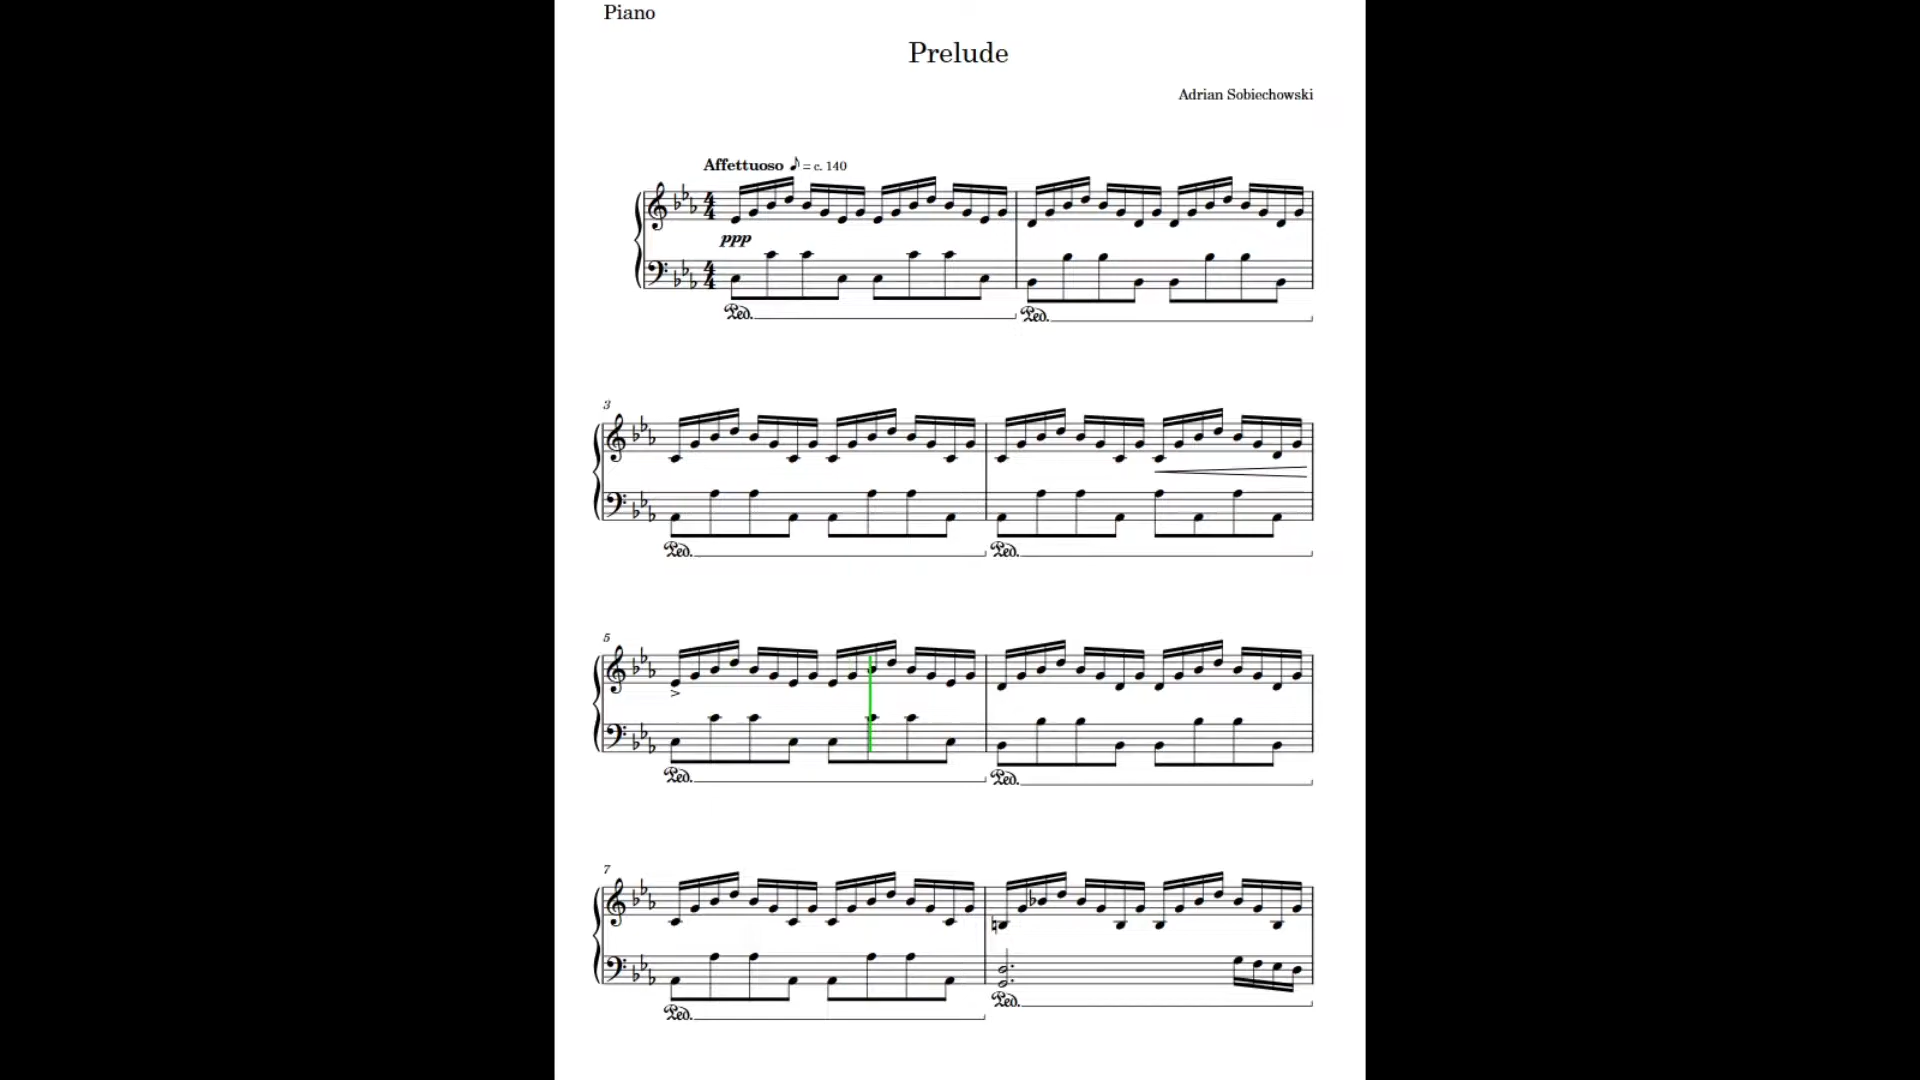 Piano
Prelude
Adrian Sobiechowski
Affettuoso ♪ = c. 140
ppp
Ped. Ped.
3
Ped. Ped.
5
Ped. Ped.
7
Ped. Ped.